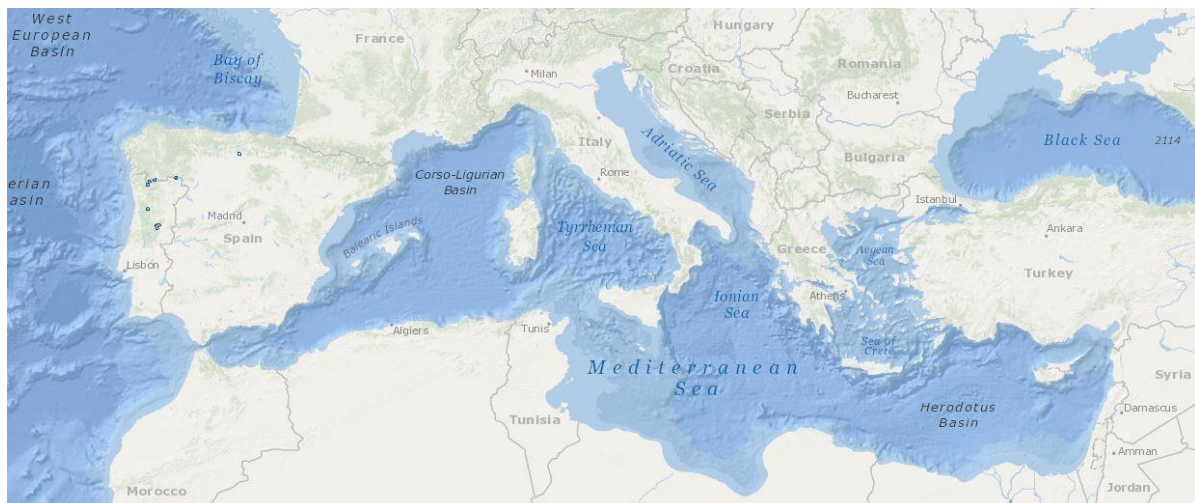 West
European
Basin
Bay of
Biscay
France
Hungary
Milan
Croatia
Romania
Bucharest
Serbia
Italy
Adriatic Sea
Black Sea
2114
Bulgaria
erian
asin
Corso-Ligurian
Basin
Rome
Istanbul
Madrid
Spain
Balearic Islands
Tyrrhenian
Sea
Ankara
Greece
Aegean
Sea
Turkey
Lisbon
Ionian
Sea
Athens
Algiers
Tunis
Sea of
Crete
Mediterranean
Sea
Syria
Tunisia
Herodotus
Basin
Damascus
Amman
Morocco
Jordan